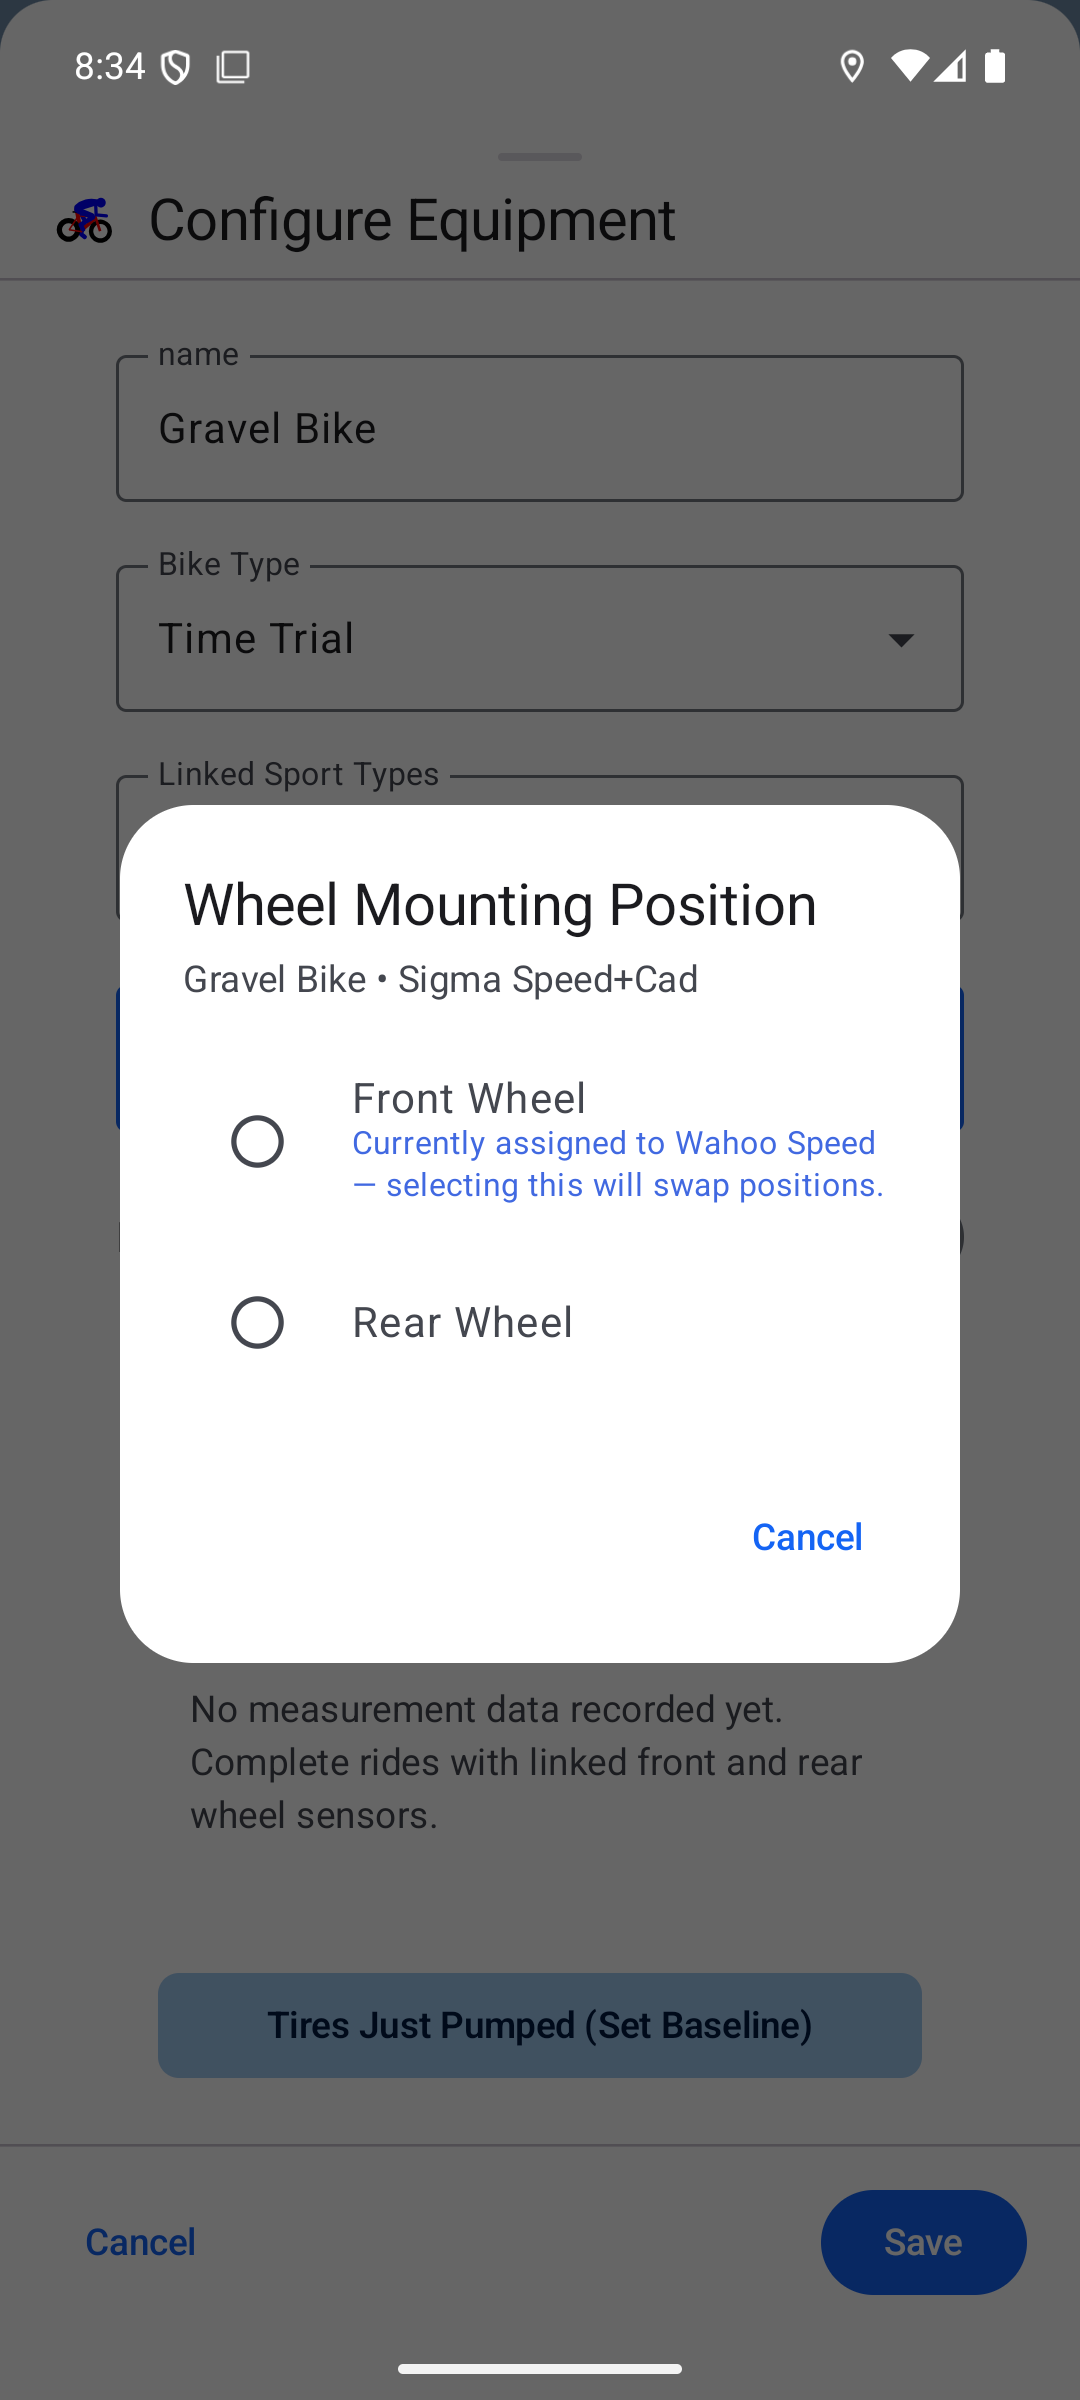 8:34
Configure Equipment
name
Gravel Bike
Bike Type
Time Trial
Linked Sport Types
Wheel Mounting Position
Gravel Bike • Sigma Speed+Cad
Front Wheel
Currently assigned to Wahoo Speed
— selecting this will swap positions.
Rear Wheel
Cancel
No measurement data recorded yet.
Complete rides with linked front and rear
wheel sensors.
Tires Just Pumped (Set Baseline)
Cancel
Save